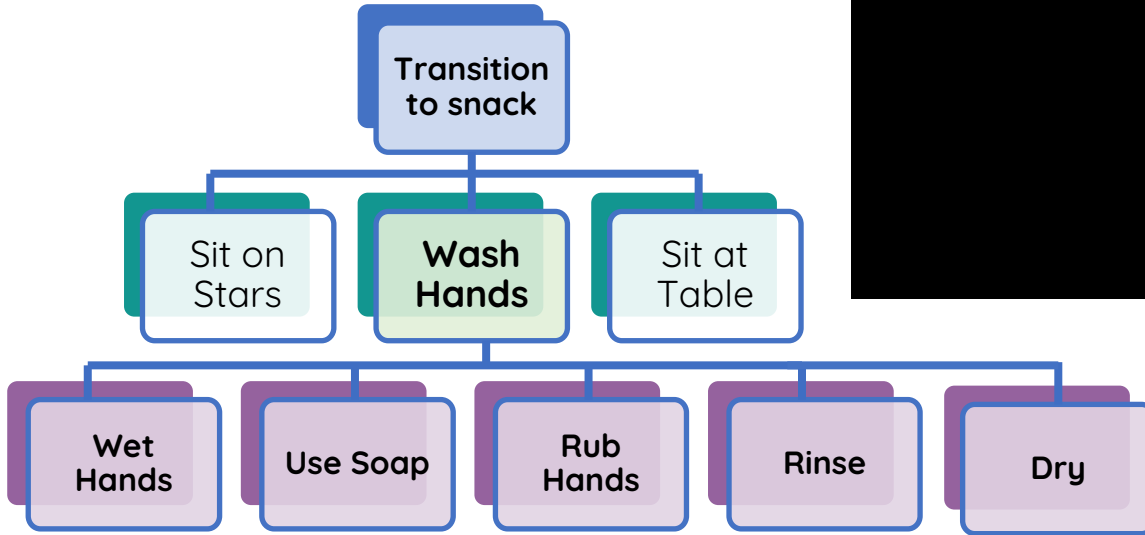 Transition
to snack
Sit on
Stars
Wash
Hands
Sit at
Table
Wet
Hands
Use Soap
Rub
Hands
Rinse
Dry